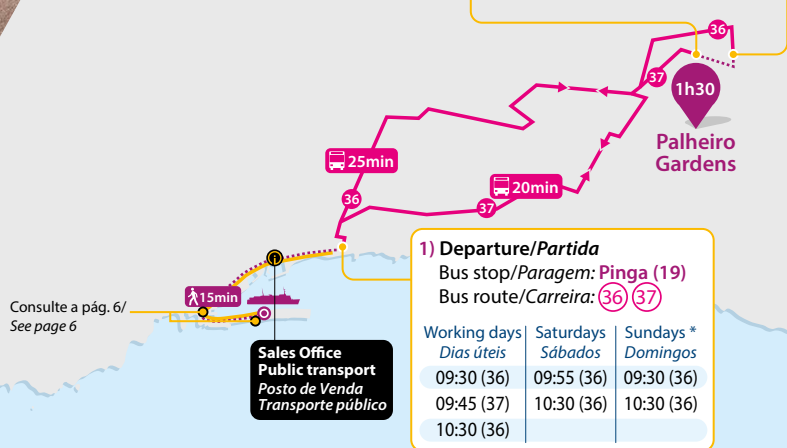 36
37
1h30
Palheiro
Gardens
25min
20min
36
37
1) Departure/Partida
Bus stop/Paragem: Pinga (19)
Bus route/Carreira: 36 37
Working days Saturdays Sundays *
Dias úteis Sábados Domingos
09:30 (36) 09:55 (36) 09:30 (36)
09:45 (37) 10:30 (36) 10:30 (36)
10:30 (36)
15min
Consulte a pág. 6/
See page 6
Sales Office
Public transport
Posto de Venda
Transporte público